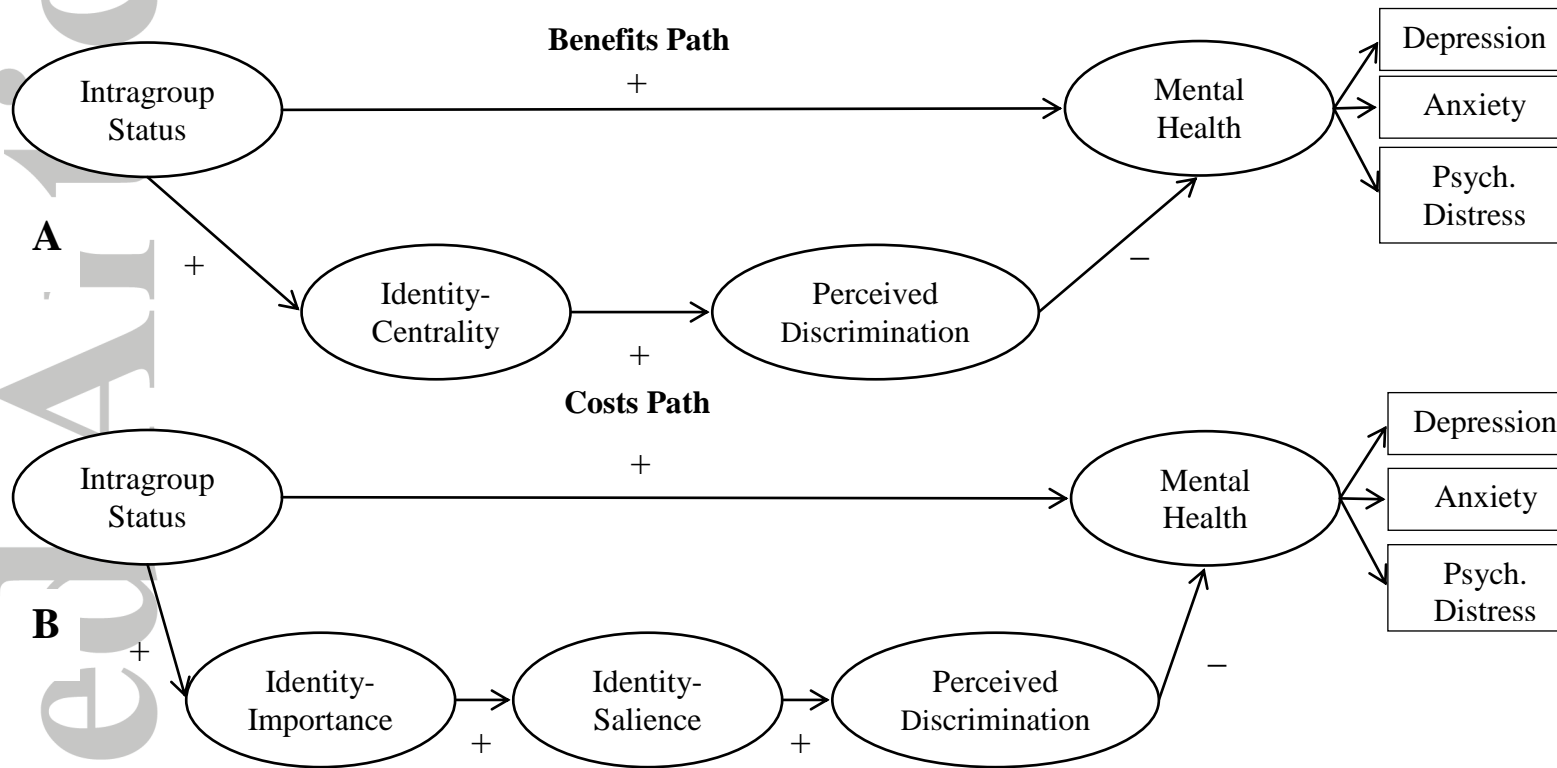 Benefits Path
+
Intragroup
Status
Mental
Health
Depression
Anxiety
Psych.
Distress
A
+
Identity-
Centrality
+
Perceived
Discrimination
–
Costs Path
+
Intragroup
Status
Mental
Health
Depression
Anxiety
Psych.
Distress
B
+
Identity-
Importance
+
Identity-
Salience
+
Perceived
Discrimination
–